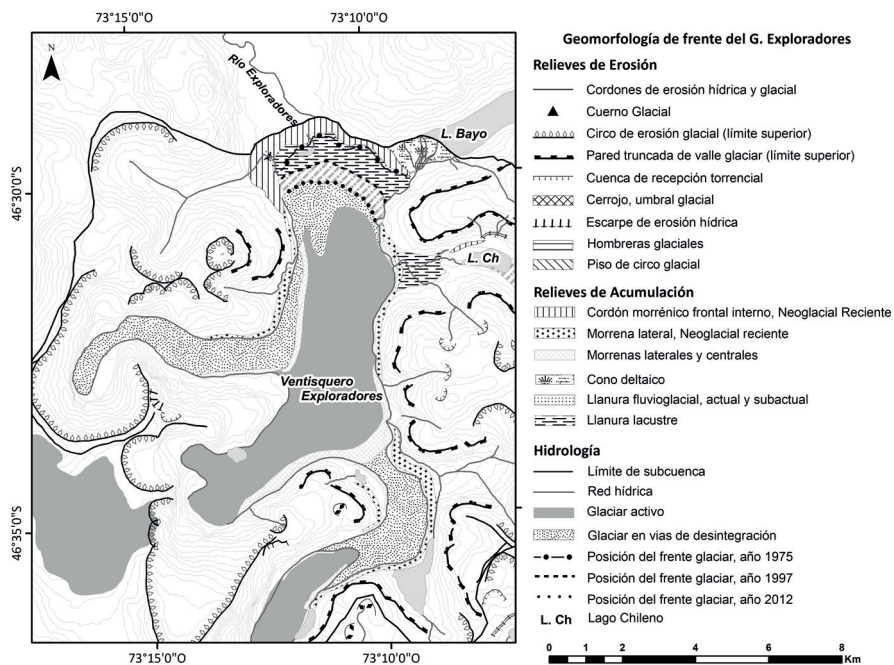 73°15'0"O
73°10'0"O
N
Río Exploradores
L. Bayo
46°30'0"S
L. Ch
Ventisquero
Exploradores
46°35'0"S
73°15'0"O
73°10'0"O
Geomorfología de frente del G. Exploradores
Relieves de Erosión
Cordones de erosión hídrica y glacial
Cuerno Glacial
Circo de erosión glacial (límite superior)
Pared truncada de valle glaciar (límite superior)
Cuenca de recepción torrencial
Cerrojo, umbral glacial
Escarpe de erosión hídrica
Hombreras glaciales
Piso de circo glacial
Relieves de Acumulación
Cordón morrénico frontal interno, Neoglacial Reciente
Morrena lateral, Neoglacial reciente
Morrenas laterales y centrales
Cono deltaico
Llanura fluvioglacial, actual y subactual
Llanura lacustre
Hidrología
Límite de subcuenca
Red hídrica
Glaciar activo
Glaciar en vias de desintegración
Posición del frente glaciar, año 1975
Posición del frente glaciar, año 1997
Posición del frente glaciar, año 2012
L. Ch Lago Chileno
0 1 2 4 6 8
Km